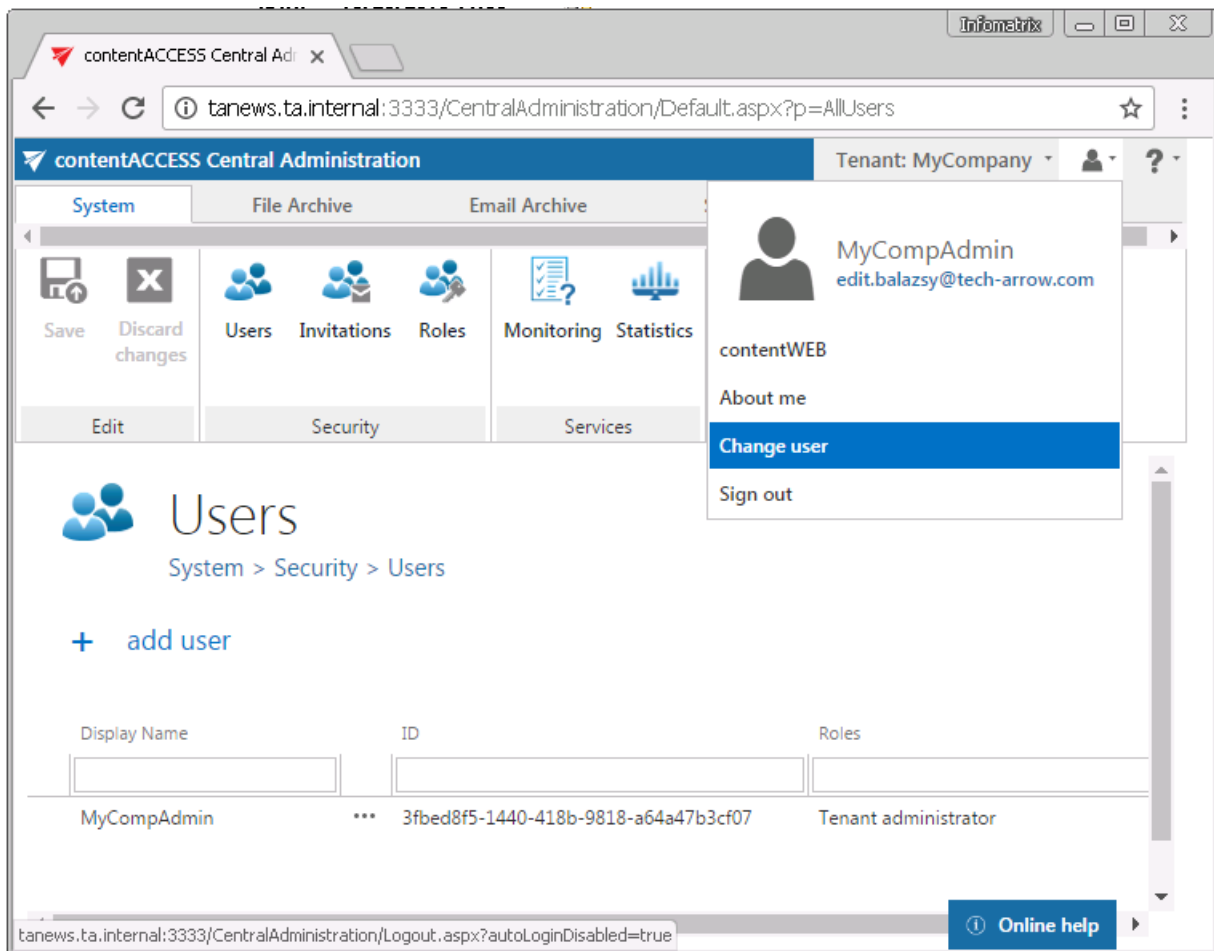 Infomatrix
contentACCESS Central Adr
tanews.ta.internal:3333/CentralAdministration/Default.aspx?p=AllUsers
contentACCESS Central Administration
Tenant: MyCompany
?
System
File Archive
Email Archive
MyCompAdmin
edit.balazsy@tech-arrow.com
Save
Discard changes
Users
Invitations
Roles
Monitoring
Statistics
Edit
Security
Services
contentWEB
About me
Change user
Sign out
Users
System > Security > Users
+ add user
Display Name
ID
Roles
MyCompAdmin
••• 3fbed8f5-1440-418b-9818-a64a47b3cf07
Tenant administrator
Online help
tanews.ta.internal:3333/CentralAdministration/Logout.aspx?autoLoginDisabled=true